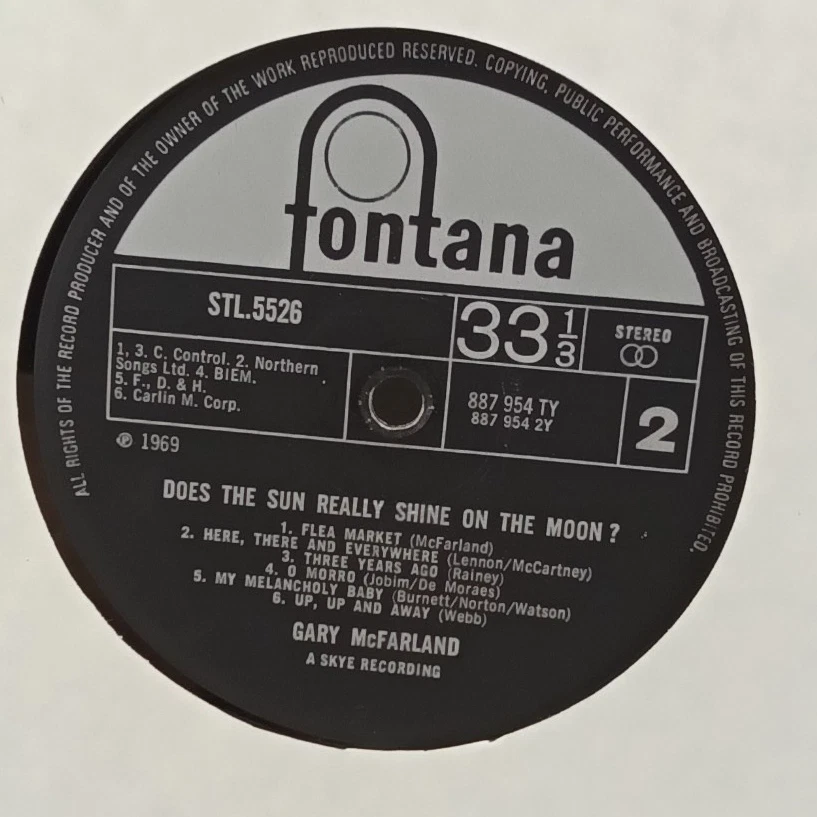 ALL RIGHTS OF THE RECORD PRODUCER AND OF THE OWNER OF THE WORK REPRODUCED RESERVED. COPYING, PUBLIC PERFORMANCE AND BROADCASTING OF THIS RECORD PROHIBITED.
fontana
STL.5526
33 1/3
STEREO
1, 3. C. Control. 2. Northern
Songs Ltd. 4. BIEM.
5. F., D. & H.
6. Carlin M. Corp.
887 954 TY
887 954 2Y
2
℗ 1969
DOES THE SUN REALLY SHINE ON THE MOON?
1. FLEA MARKET (McFarland)
2. HERE, THERE AND EVERYWHERE (Lennon/McCartney)
3. THREE YEARS AGO (Rainey)
4. O MORRO (Jobim/De Moraes)
5. MY MELANCHOLY BABY (Burnett/Norton/Watson)
6. UP, UP AND AWAY (Webb)
GARY McFARLAND
A SKYE RECORDING